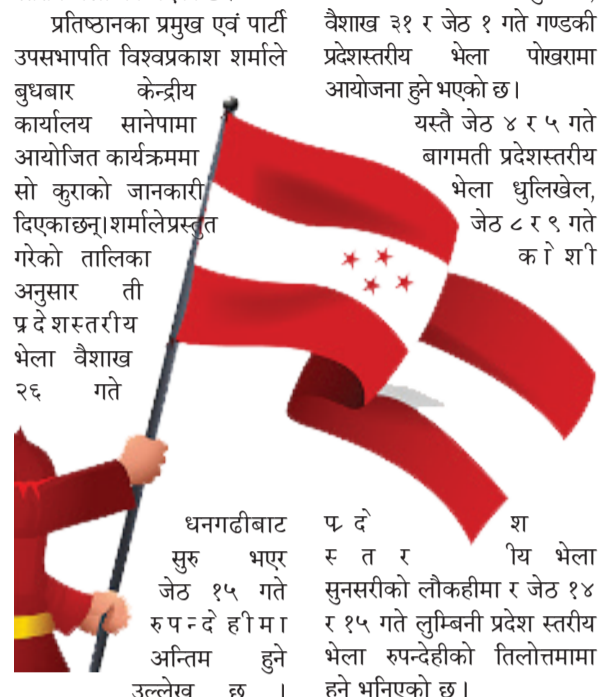 प्रतिष्ठानका प्रमुख एवं पार्टी
उपसभापति विश्वप्रकाश शर्माले
बुधबार केन्द्रीय
कार्यालय सानेपामा
आयोजित कार्यक्रममा
सो कुराको जानकारी
दिएकाछन्।शर्मालेप्रस्तुत
गरेको तालिका
अनुसार ती
प्रदेशस्तरीय
भेला वैशाख
२६ गते
धनगढीबाट
सुरु भएर
जेठ १५ गते
रुपन्देहीमा
अन्तिम हुने
उल्लेख छ ।
वैशाख ३१ र जेठ १ गते गण्डकी
प्रदेशस्तरीय भेला पोखरामा
आयोजना हुने भएको छ।
यस्तै जेठ ४ र ५ गते
बागमती प्रदेशस्तरीय
भेला धुलिखेल,
जेठ ८ र ९ गते
कोशी
प्रदेश
स्तरीय भेला
सुनसरीको लौकहीमा र जेठ १४
र १५ गते लुम्बिनी प्रदेश स्तरीय
भेला रुपन्देहीको तिलोत्तमामा
हुने भनिएको छ।